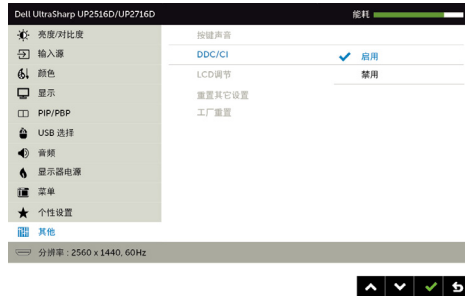 Dell UltraSharp UP2516D/UP2716D
能耗
亮度/对比度
按键声音
输入源
DDC/CI
启用
颜色
LCD调节
禁用
显示
重置其它设置
PIP/PBP
工厂重置
USB 选择
音频
显示器电源
菜单
个性设置
其他
分辨率 : 2560 x 1440, 60Hz